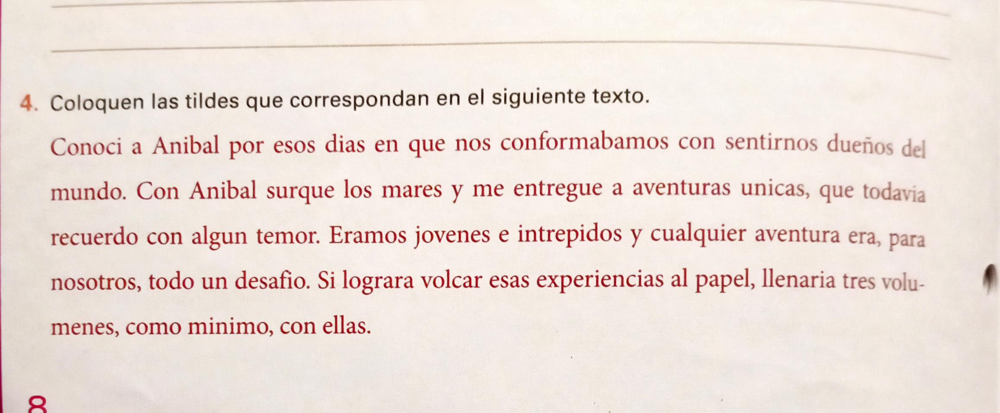 4. Coloquen las tildes que correspondan en el siguiente texto.
Conoci a Anibal por esos dias en que nos conformabamos con sentirnos dueños del
mundo. Con Anibal surque los mares y me entregue a aventuras unicas, que todavia
recuerdo con algun temor. Eramos jovenes e intrepidos y cualquier aventura era, para
nosotros, todo un desafio. Si lograra volcar esas experiencias al papel, llenaria tres volu-
menes, como minimo, con ellas.
8